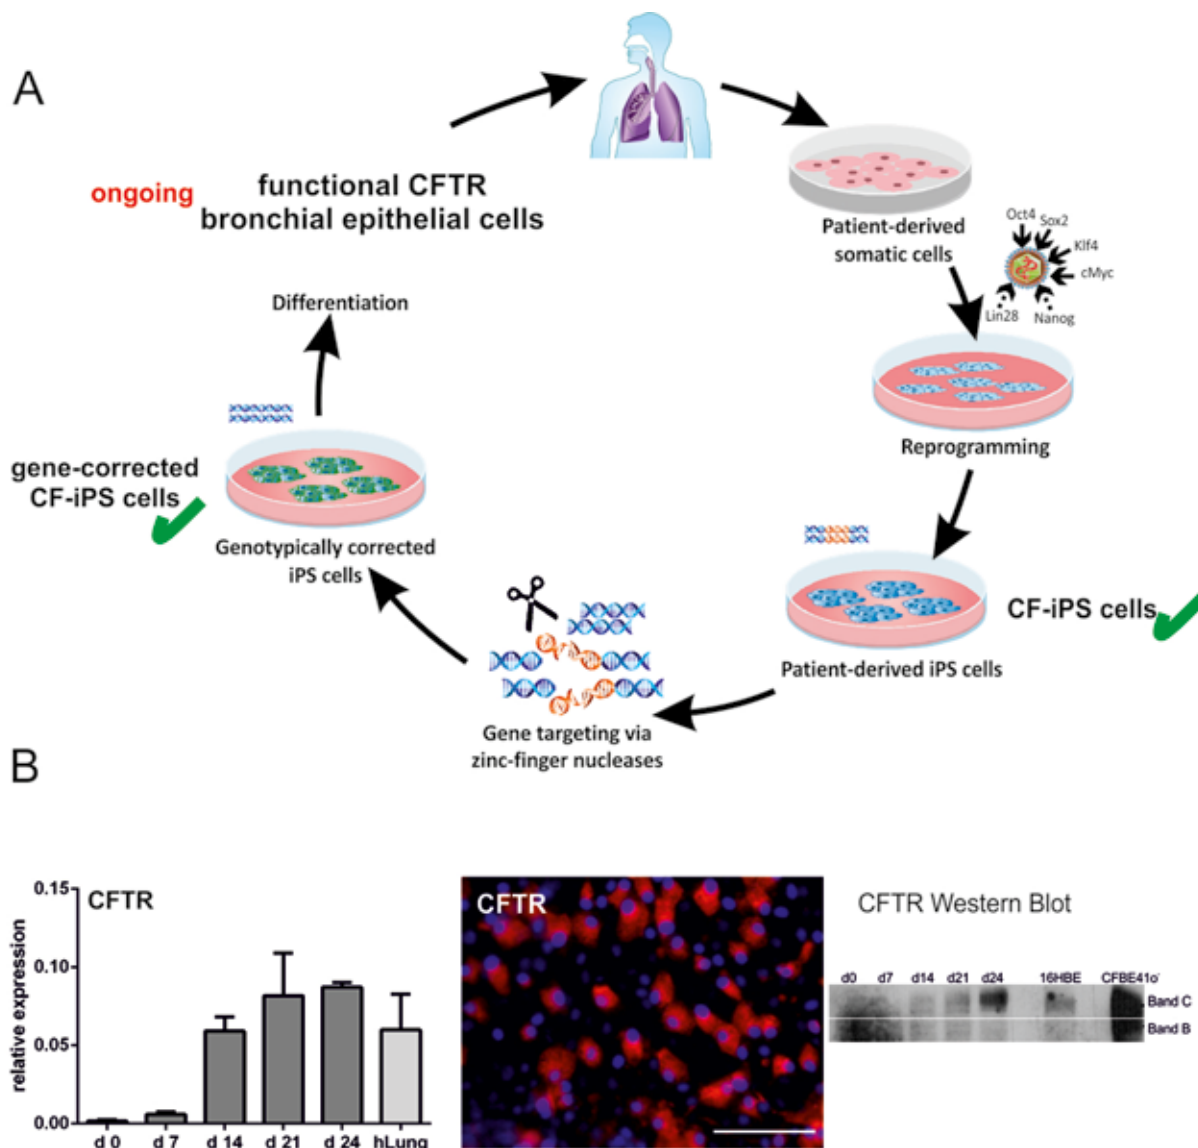 A
ongoing
functional CFTR
bronchial epithelial cells
Patient-derived
somatic cells
Oct4
Sox2
Klf4
cMyc
Lin28
Nanog
Differentiation
Reprogramming
gene-corrected
CF-iPS cells
Genotypically corrected
iPS cells
CF-iPS cells
Patient-derived iPS cells
Gene targeting via
zinc-finger nucleases
B
CFTR
relative expression
0.15
0.10
0.05
0.00
d 0 d 7 d 14 d 21 d 24 hLung
CFTR
CFTR Western Blot
d0 d7 d14 d21 d24 16HBE CFBE41o-
Band C
Band B